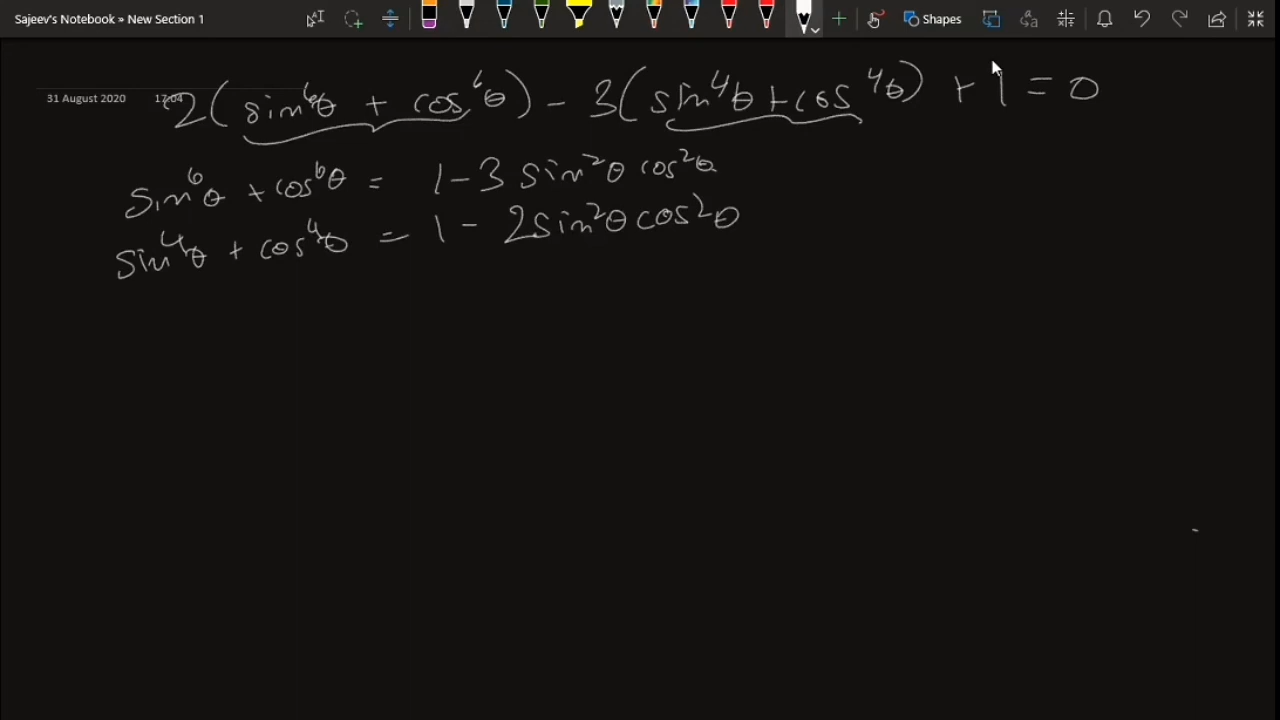 Sajeev's Notebook » New Section 1
Shapes
31 August 2020 17:04
2(sin⁶θ + cos⁶θ) - 3(sin⁴θ + cos⁴θ) + 1 = 0
sin⁶θ + cos⁶θ = 1 - 3 sin²θ cos²θ
sin⁴θ + cos⁴θ = 1 - 2sin²θ cos²θ